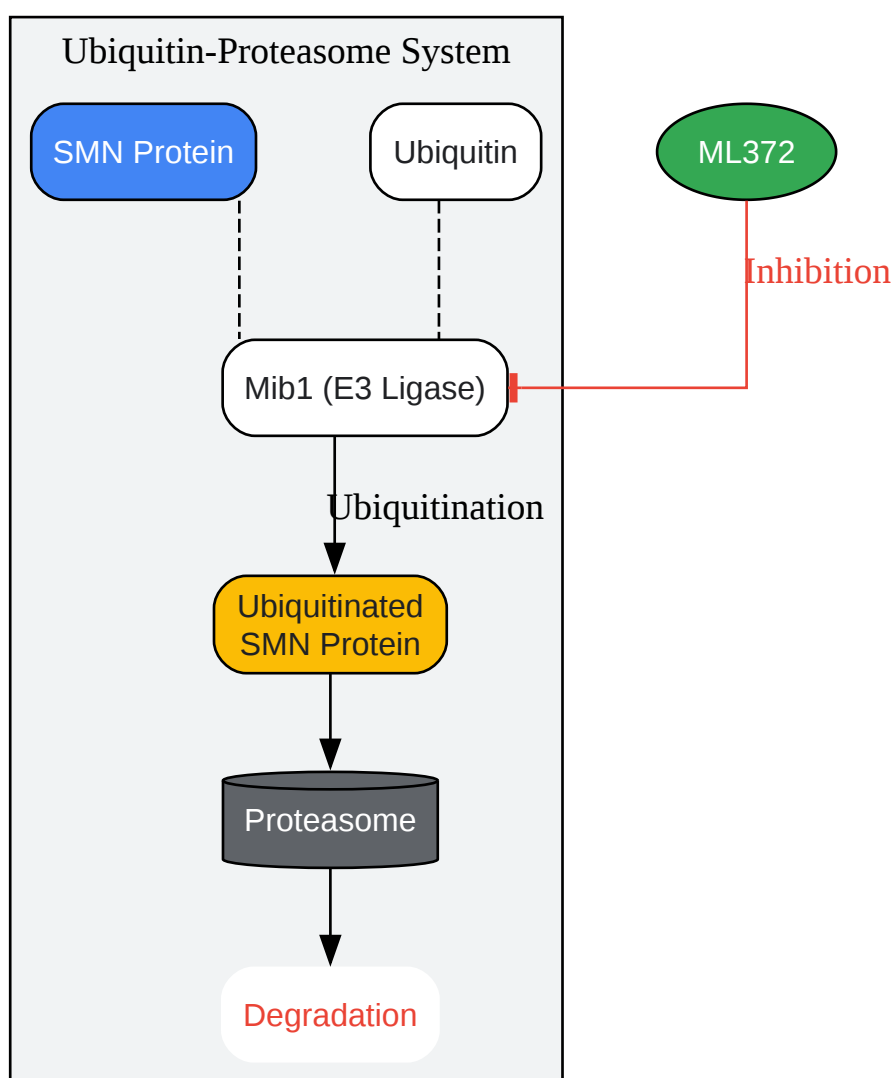 Ubiquitin-Proteasome System
SMN Protein
Ubiquitin
ML372
Inhibition
Mib1 (E3 Ligase)
Ubiquitination
Ubiquitinated
SMN Protein
Proteasome
Degradation